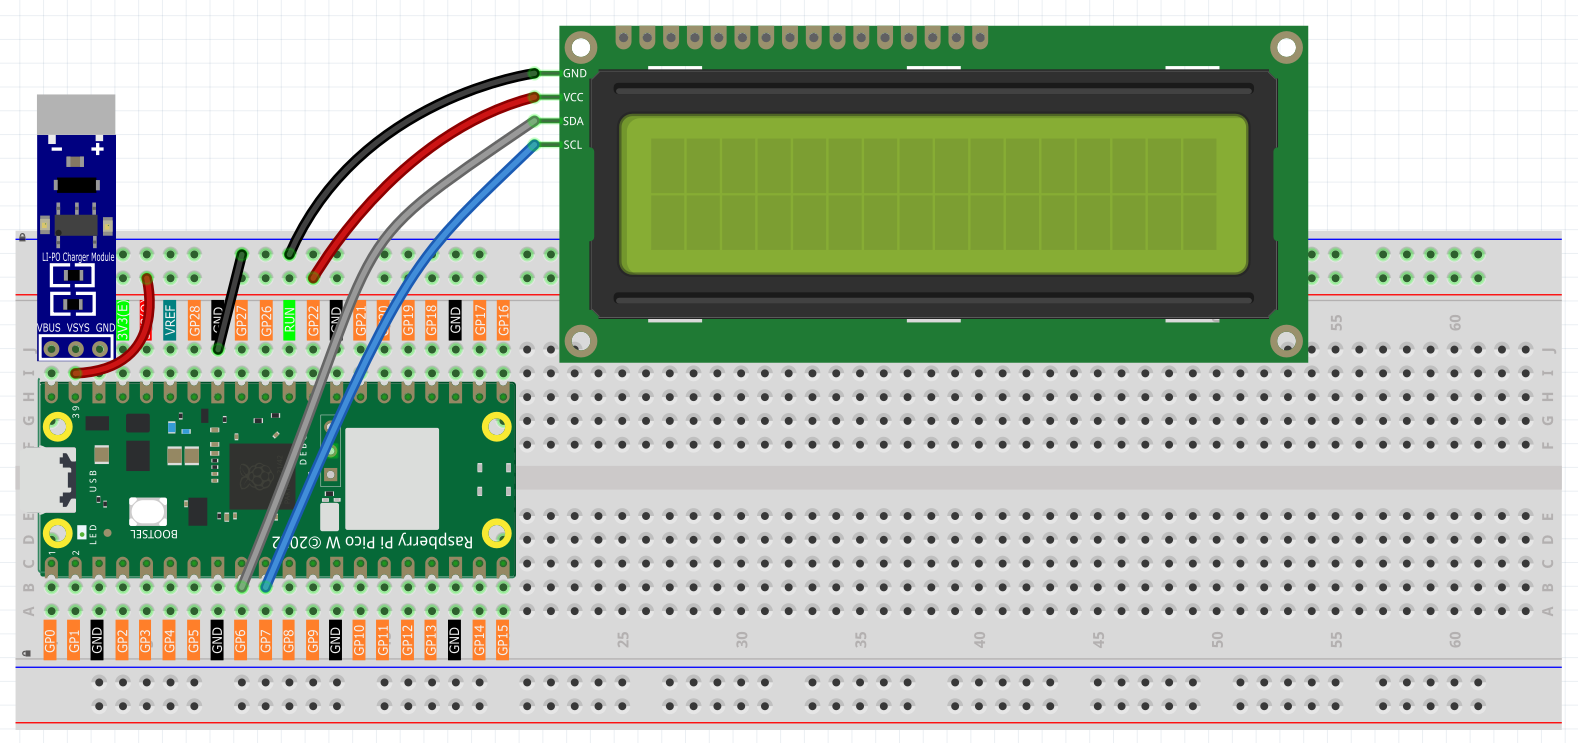 GND
VCC
SDA
SCL
LI-PO Charger Module
VBUS VSYS GND
3V3(E)
VREF
GP28
GND
GP27
GP26
RUN
GP22
GND
GP21
GP19
GP18
GND
GP17
GP16
55
60
J
I
H
G
F
J
I
H
G
F
39
USB
DEB
BOOTSEL
LED
1
2
Raspberry Pi Pico W ©20 2
E
D
C
B
A
E
D
C
B
A
GP0
GP1
GND
GP2
GP3
GP4
GP5
GND
GP6
GP7
GP8
GP9
GND
GP10
GP11
GP12
GP13
GND
GP14
GP15
25
30
35
40
45
50
55
60